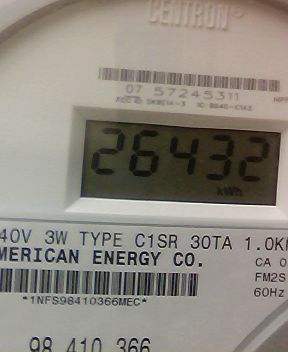 CENTRON®
07 57245311
26432
kWh
40V 3W TYPE C1SR 30TA 1.0K
MERICAN ENERGY CO.
CA 0
FM2S
60Hz
*1NFS98410366MEC*
98 410 366